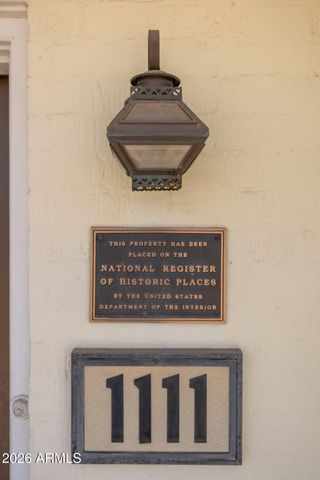 THIS PROPERTY HAS BEEN
PLACED ON THE
NATIONAL REGISTER
OF HISTORIC PLACES
BY THE UNITED STATES
DEPARTMENT OF THE INTERIOR
1111
2026 ARMLS